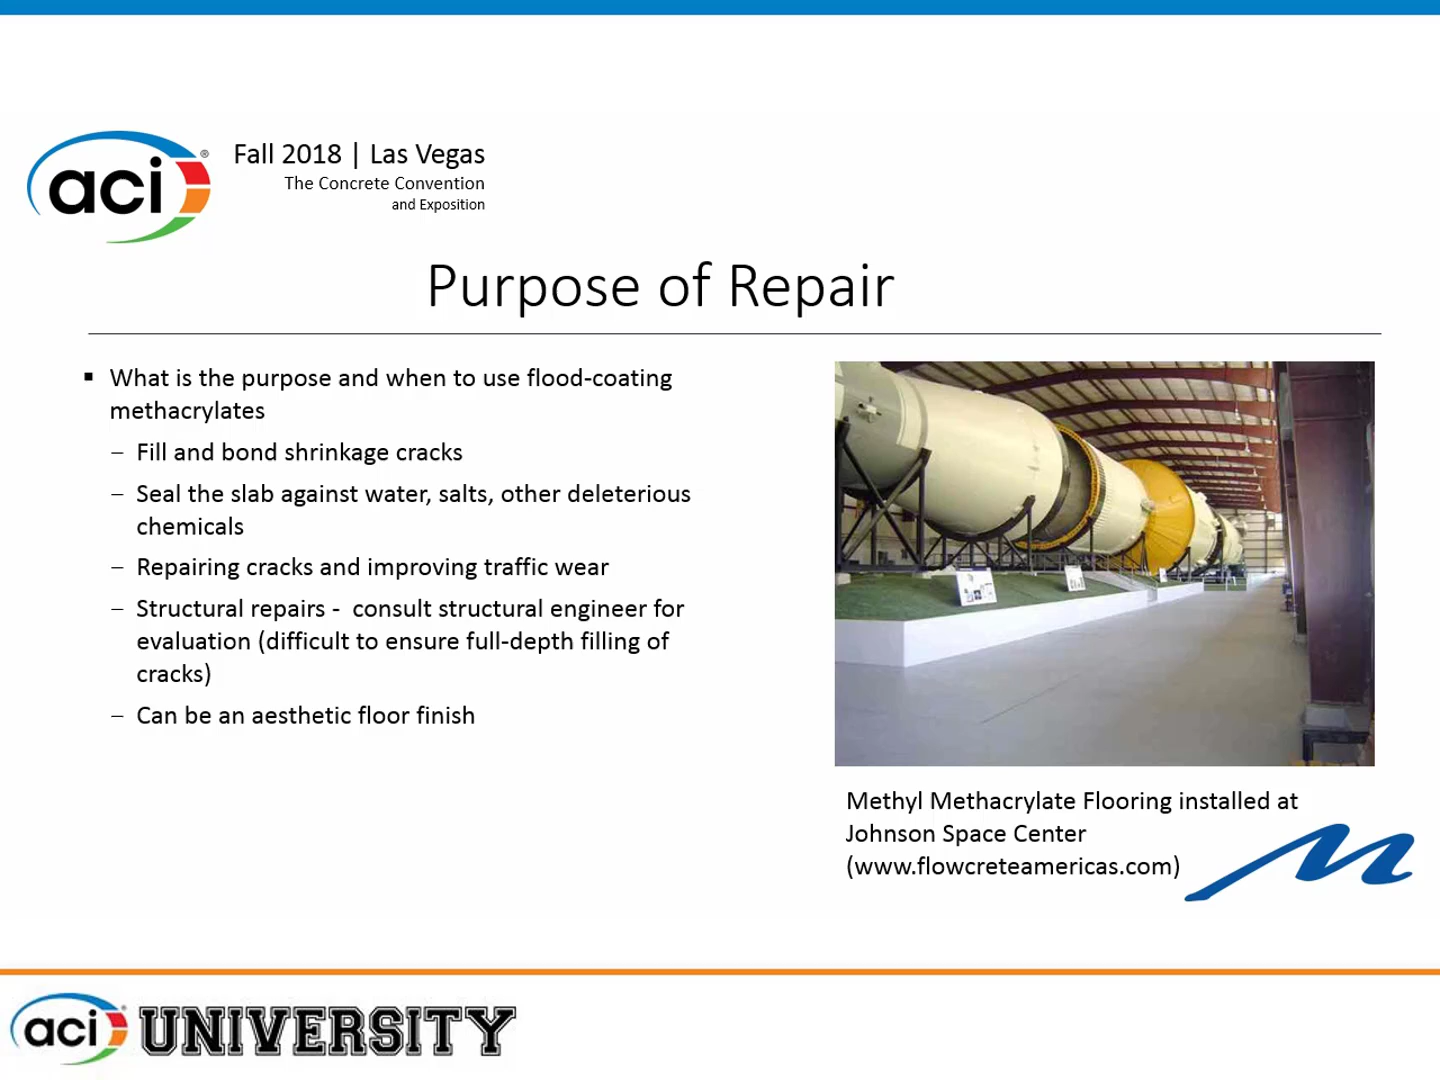 aci®
Fall 2018 | Las Vegas
The Concrete Convention
and Exposition
Purpose of Repair
▪ What is the purpose and when to use flood-coating
methacrylates
– Fill and bond shrinkage cracks
– Seal the slab against water, salts, other deleterious
chemicals
– Repairing cracks and improving traffic wear
– Structural repairs - consult structural engineer for
evaluation (difficult to ensure full-depth filling of
cracks)
– Can be an aesthetic floor finish
Methyl Methacrylate Flooring installed at
Johnson Space Center
(www.flowcreteamericas.com)
aci UNIVERSITY